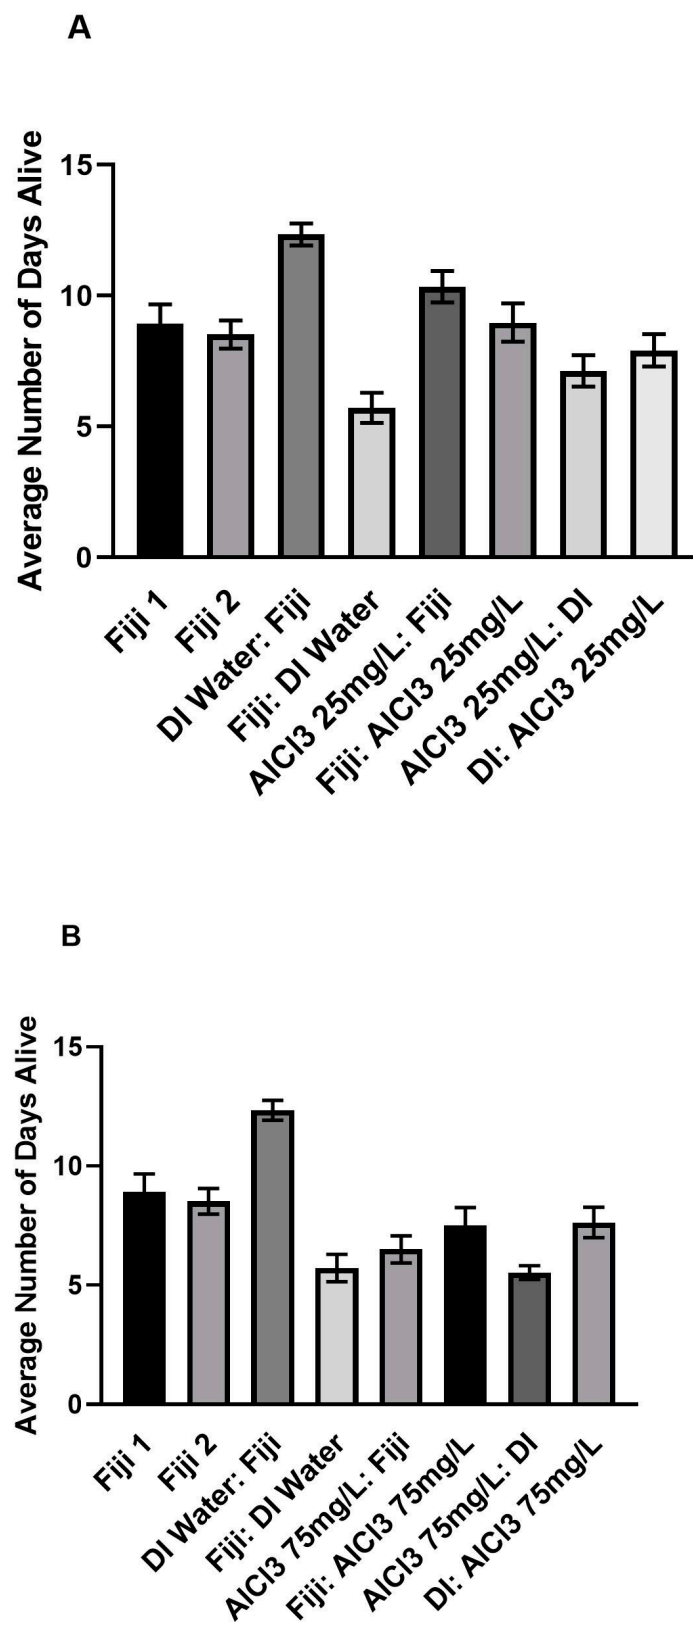 A
Average Number of Days Alive
15
10
5
0
Fiji 1
Fiji 2
DI Water: Fiji
Fiji: DI Water
AlCl3 25mg/L: Fiji
Fiji: AlCl3 25mg/L
AlCl3 25mg/L: DI
DI: AlCl3 25mg/L
B
Average Number of Days Alive
15
10
5
0
Fiji 1
Fiji 2
DI Water: Fiji
Fiji: DI Water
AlCl3 75mg/L: Fiji
Fiji: AlCl3 75mg/L
AlCl3 75mg/L: DI
DI: AlCl3 75mg/L